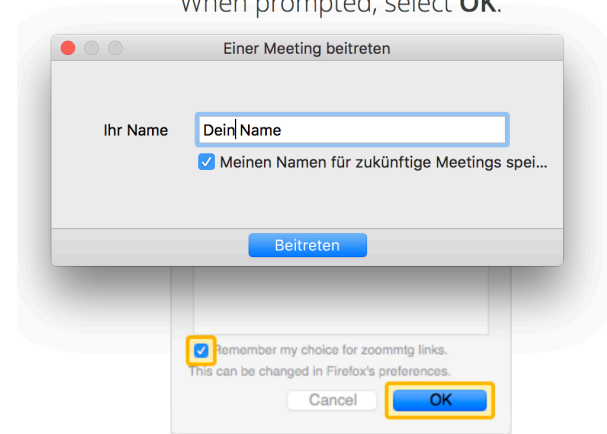 When prompted, select OK.
Einer Meeting beitreten
Ihr Name
Dein Name
Meinen Namen für zukünftige Meetings spei...
Beitreten
Remember my choice for zoommtg links.
This can be changed in Firefox's preferences.
Cancel
OK